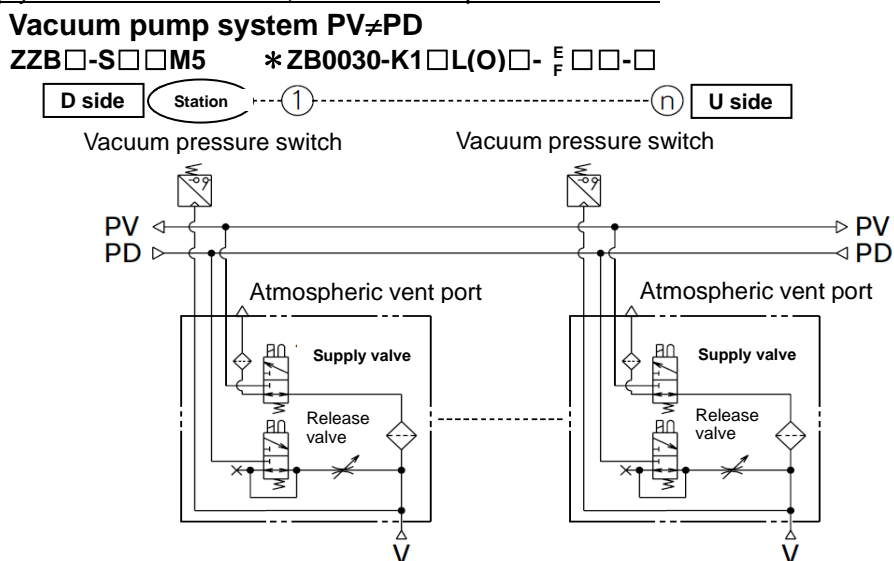 Vacuum pump system PV≠PD
ZZB□-S□□M5 *ZB0030-K1□L(O)□- E F □□-□
D side Station 1 n U side
Vacuum pressure switch Vacuum pressure switch
PV PV
PD PD
Atmospheric vent port Atmospheric vent port
Supply valve Supply valve
Release valve Release valve
V V